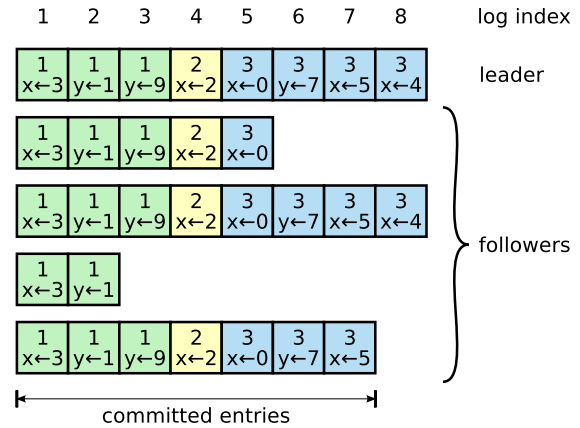 1 2 3 4 5 6 7 8 log index
1 1 1 2 3 3 3 3
x←3 y←1 y←9 x←2 x←0 y←7 x←5 x←4
leader
1 1 1 2 3
x←3 y←1 y←9 x←2 x←0
1 1 1 2 3 3 3 3
x←3 y←1 y←9 x←2 x←0 y←7 x←5 x←4
followers
1 1
x←3 y←1
1 1 1 2 3 3 3
x←3 y←1 y←9 x←2 x←0 y←7 x←5
committed entries